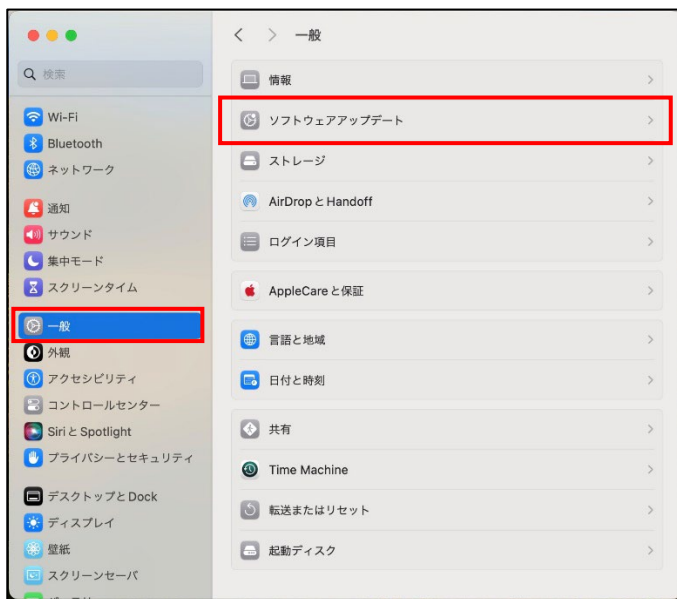 一般
検索
Wi-Fi
Bluetooth
ネットワーク
通知
サウンド
集中モード
スクリーンタイム
一般
外観
アクセシビリティ
コントロールセンター
Siri と Spotlight
プライバシーとセキュリティ
デスクトップと Dock
ディスプレイ
壁紙
スクリーンセーバ
情報
ソフトウェアアップデート
ストレージ
AirDrop と Handoff
ログイン項目
AppleCare と保証
言語と地域
日付と時刻
共有
Time Machine
転送またはリセット
起動ディスク